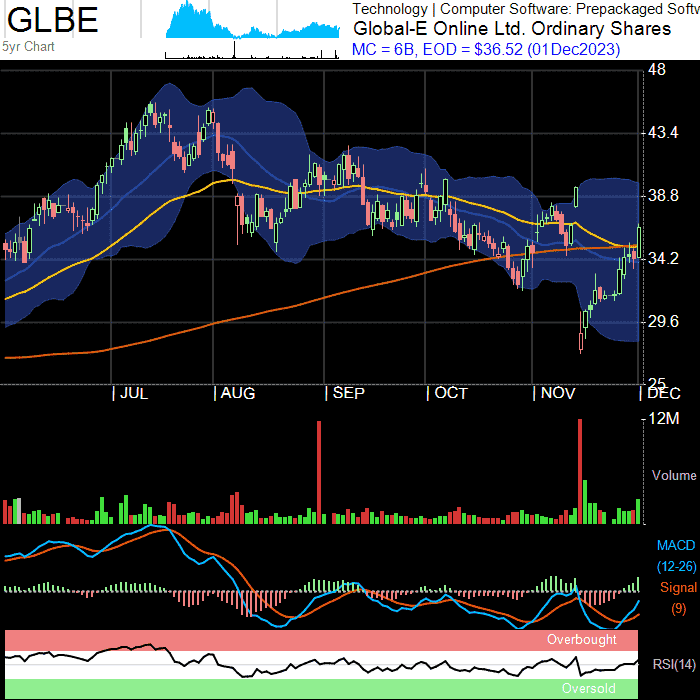 GLBE
Technology | Computer Software: Prepackaged Softw
Global-E Online Ltd. Ordinary Shares
5yr Chart
MC = 6B, EOD = $36.52 (01Dec2023)
48
43.4
38.8
34.2
29.6
25
| JUL | AUG | SEP | OCT | NOV | DEC
12M
Volume
MACD
(12-26)
Signal
(9)
Overbought
RSI(14)
Oversold